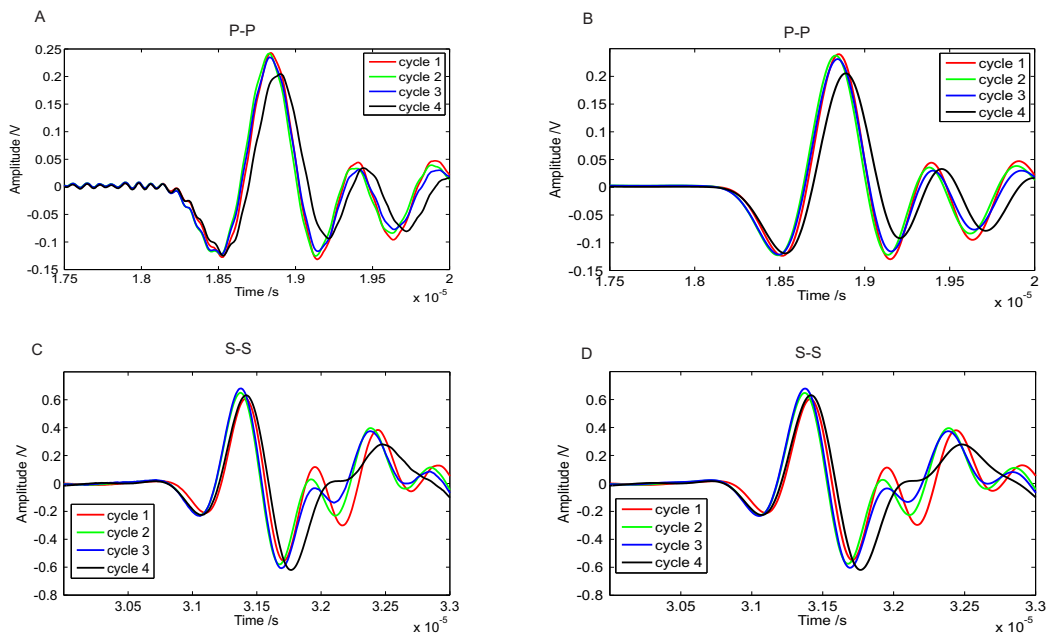 A
P-P
0.25
0.2
0.15
0.1
0.05
0
-0.05
-0.1
-0.15
Amplitude /V
cycle 1
cycle 2
cycle 3
cycle 4
1.75
1.8
1.85
1.9
1.95
2
Time /s
x 10⁻⁵
B
P-P
0.2
0.15
0.1
0.05
0
-0.05
-0.1
-0.15
Amplitude /V
cycle 1
cycle 2
cycle 3
cycle 4
1.75
1.8
1.85
1.9
1.95
2
Time /s
x 10⁻⁵
C
S-S
0.6
0.4
0.2
0
-0.2
-0.4
-0.6
-0.8
Amplitude /V
cycle 1
cycle 2
cycle 3
cycle 4
3.05
3.1
3.15
3.2
3.25
3.3
Time /s
x 10⁻⁵
D
S-S
0.6
0.4
0.2
0
-0.2
-0.4
-0.6
-0.8
Amplitude /V
cycle 1
cycle 2
cycle 3
cycle 4
3.05
3.1
3.15
3.2
3.25
3.3
Time /s
x 10⁻⁵